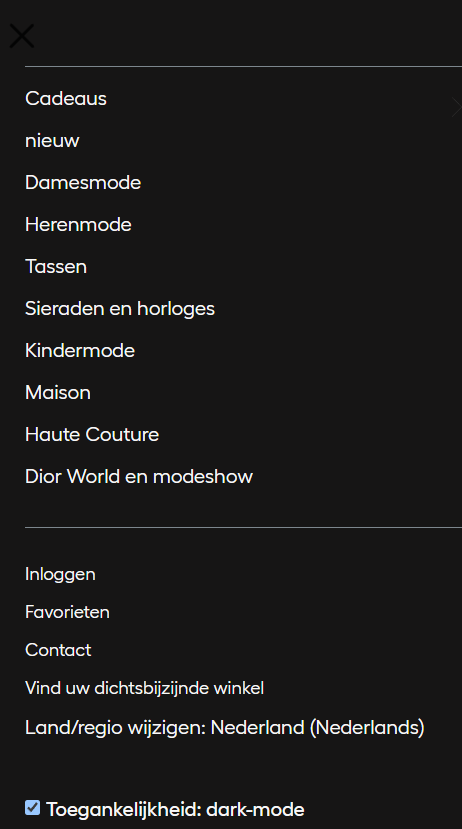 Cadeaus
nieuw
Damesmode
Herenmode
Tassen
Sieraden en horloges
Kindermode
Maison
Haute Couture
Dior World en modeshow
Inloggen
Favorieten
Contact
Vind uw dichtsbijzijnde winkel
Land/regio wijzigen: Nederland (Nederlands)
Toegankelijkheid: dark-mode